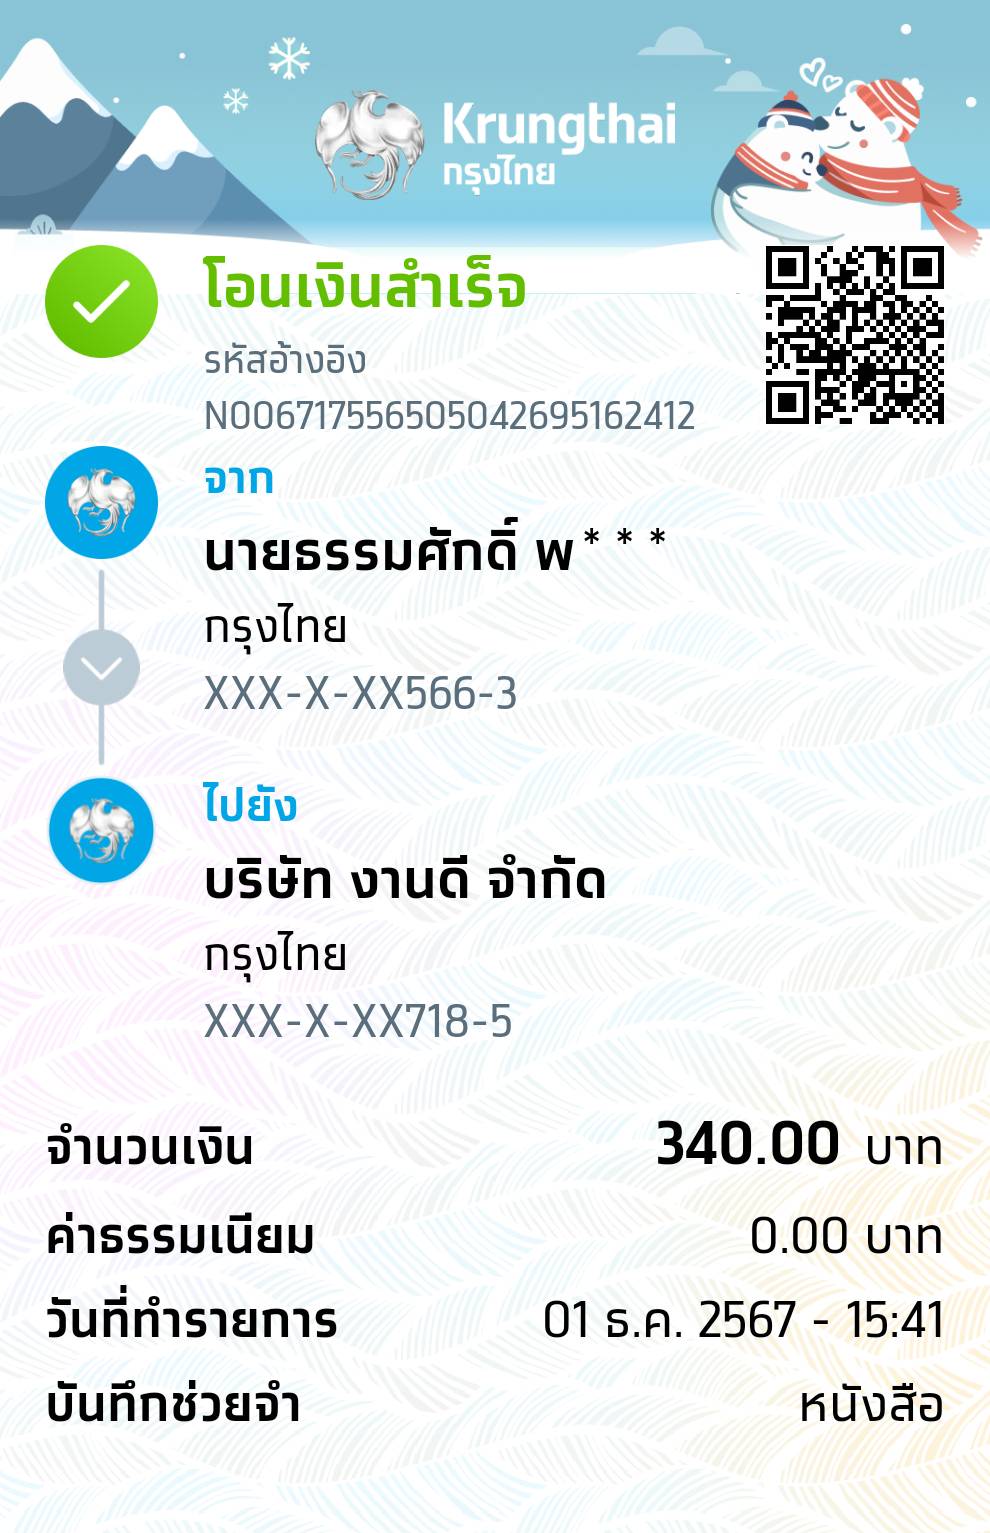 Krungthai
กรุงไทย
โอนเงินสำเร็จ
รหัสอ้างอิง
N006717556505042695162412
จาก
นายธรรมศักดิ์ พ***
กรุงไทย
XXX-X-XX566-3
ไปยัง
บริษัท งานดี จำกัด
กรุงไทย
XXX-X-XX718-5
จำนวนเงิน 340.00 บาท
ค่าธรรมเนียม 0.00 บาท
วันที่ทำรายการ 01 ธ.ค. 2567 - 15:41
บันทึกช่วยจำ หนังสือ